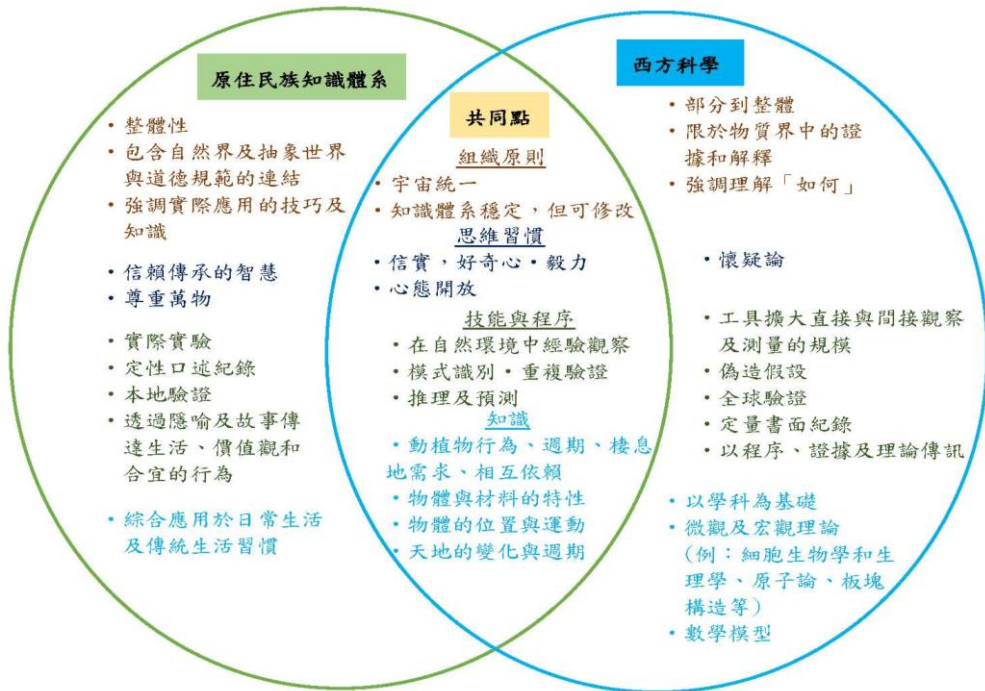 原住民族知識體系
• 整體性
• 包含自然界及抽象世界
與道德規範的連結
• 強調實際應用的技巧及
知識
• 信賴傳承的智慧
• 尊重萬物
• 實際實驗
• 定性口述紀錄
• 本地驗證
• 透過隱喻及故事傳
達生活、價值觀和
合宜的行為
• 綜合應用於日常生活
及傳統生活習慣
共同點
組織原則
• 宇宙統一
• 知識體系穩定，但可修改
思維習慣
• 信實，好奇心・毅力
• 心態開放
技能與程序
• 在自然環境中經驗觀察
• 模式識別・重複驗證
• 推理及預測
知識
• 動植物行為、週期、棲息
地需求、相互依賴
• 物體與材料的特性
• 物體的位置與運動
• 天地的變化與週期
西方科學
• 部分到整體
• 限於物質界中的證
據和解釋
• 強調理解「如何」
• 懷疑論
• 工具擴大直接與間接觀察
及測量的規模
• 偽造假設
• 全球驗證
• 定量書面紀錄
• 以程序、證據及理論傳訊
• 以學科為基礎
• 微觀及宏觀理論
(例：細胞生物學和生
理學、原子論、板塊
構造等)
• 數學模型